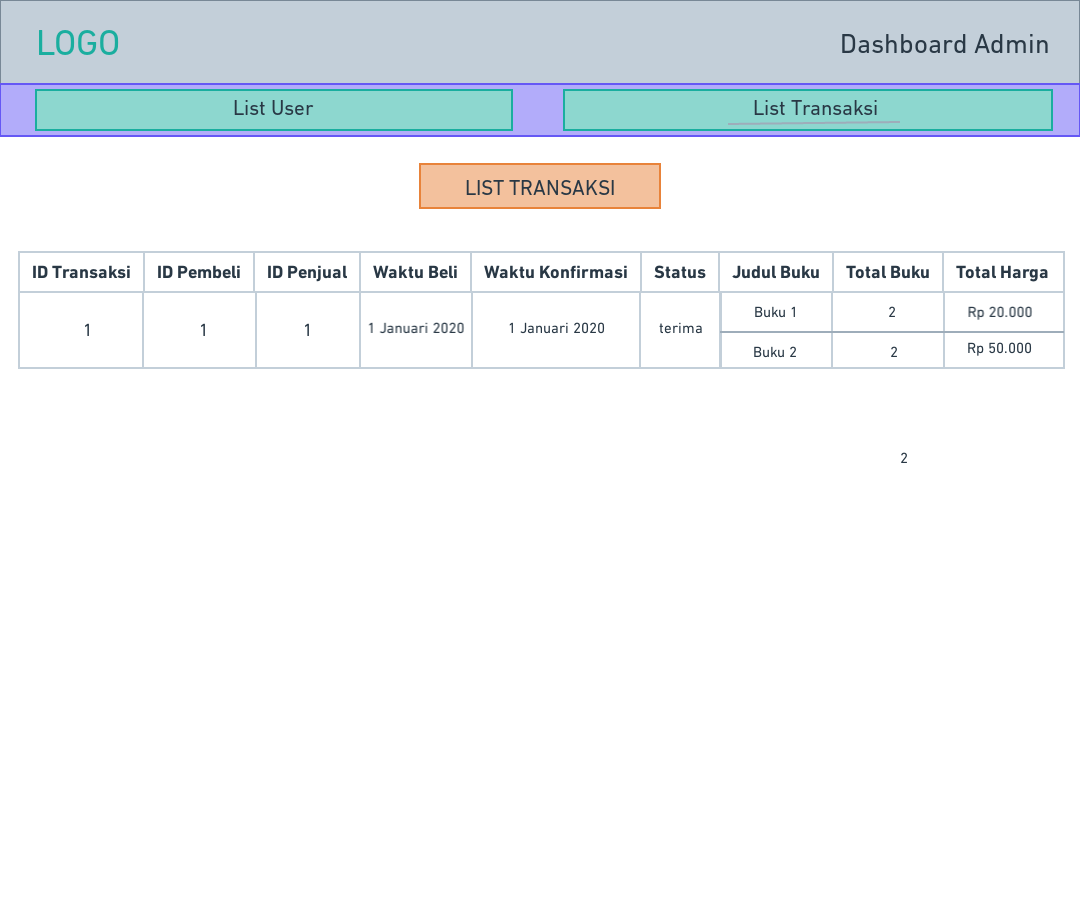 LOGO
Dashboard Admin
List User
List Transaksi
LIST TRANSAKSI
ID Transaksi ID Pembeli ID Penjual Waktu Beli Waktu Konfirmasi Status Judul Buku Total Buku Total Harga
1 1 1 1 Januari 2020 1 Januari 2020 terima Buku 1 2 Rp 20.000
Buku 2 2 Rp 50.000
2